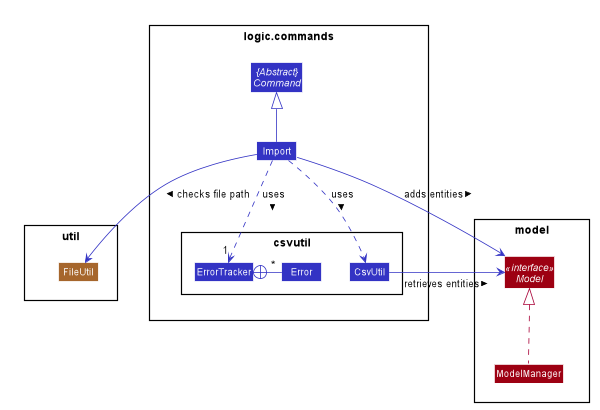 logic.commands
{Abstract}
Command
Import
◄ checks file path
uses
▼
uses
▼
adds entities►
util
FileUtil
csvutil
1
ErrorTracker
*
Error
CsvUtil
retrieves entities►
model
«interface»
Model
ModelManager